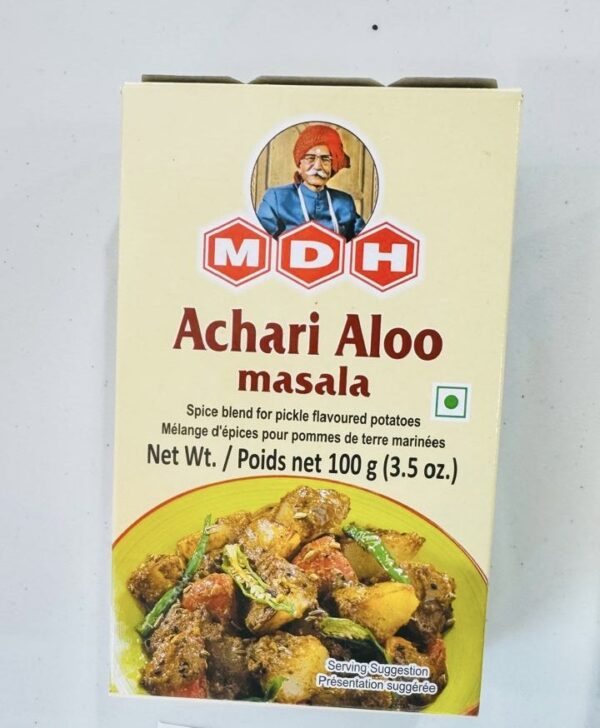 MDH
Achari Aloo
masala
Spice blend for pickle flavoured potatoes
Mélange d'épices pour pommes de terre marinées
Net Wt. / Poids net 100 g (3.5 oz.)
Serving Suggestion
Présentation suggérée